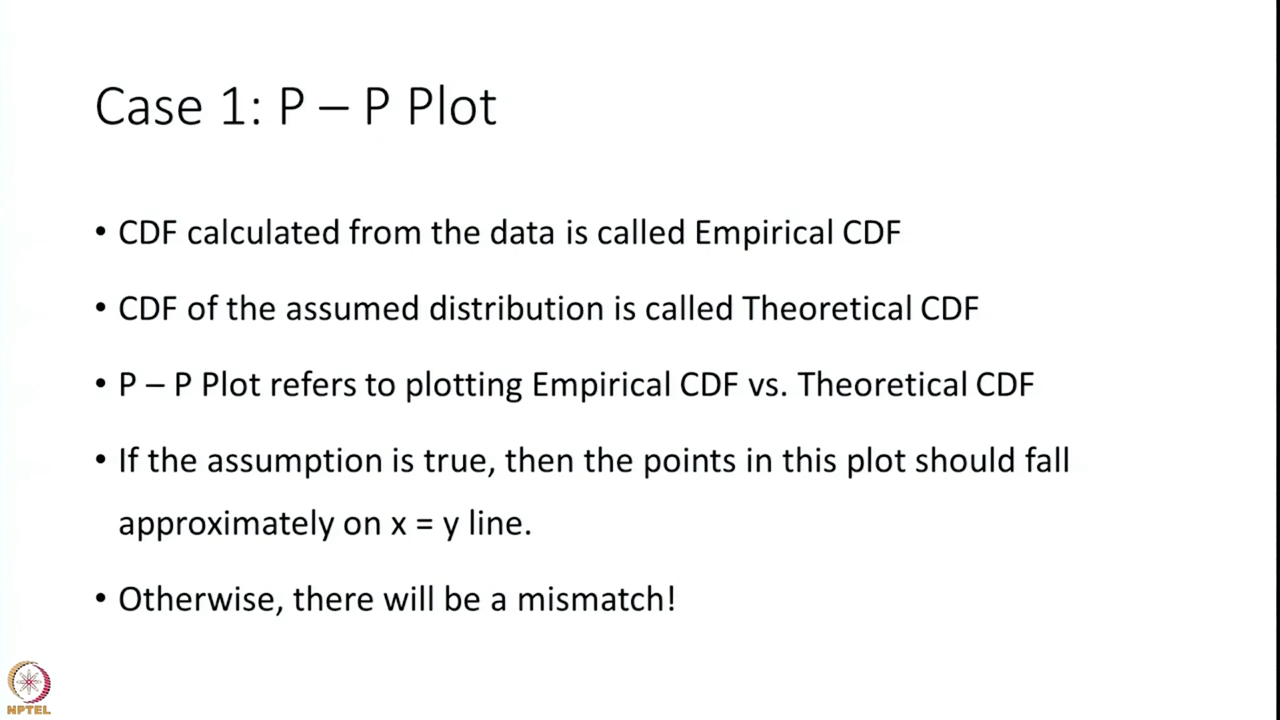 Case 1: P – P Plot
• CDF calculated from the data is called Empirical CDF
• CDF of the assumed distribution is called Theoretical CDF
• P – P Plot refers to plotting Empirical CDF vs. Theoretical CDF
• If the assumption is true, then the points in this plot should fall
approximately on x = y line.
• Otherwise, there will be a mismatch!
NPTEL